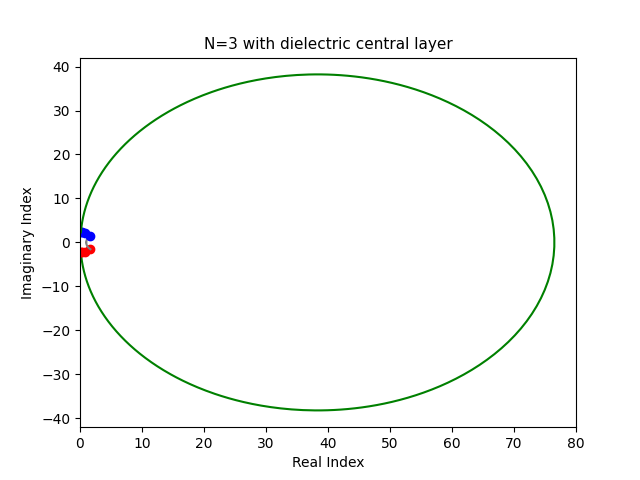 N=3 with dielectric central layer
40
30
20
10
0
−10
−20
−30
−40
Imaginary Index
0 10 20 30 40 50 60 70 80
Real Index